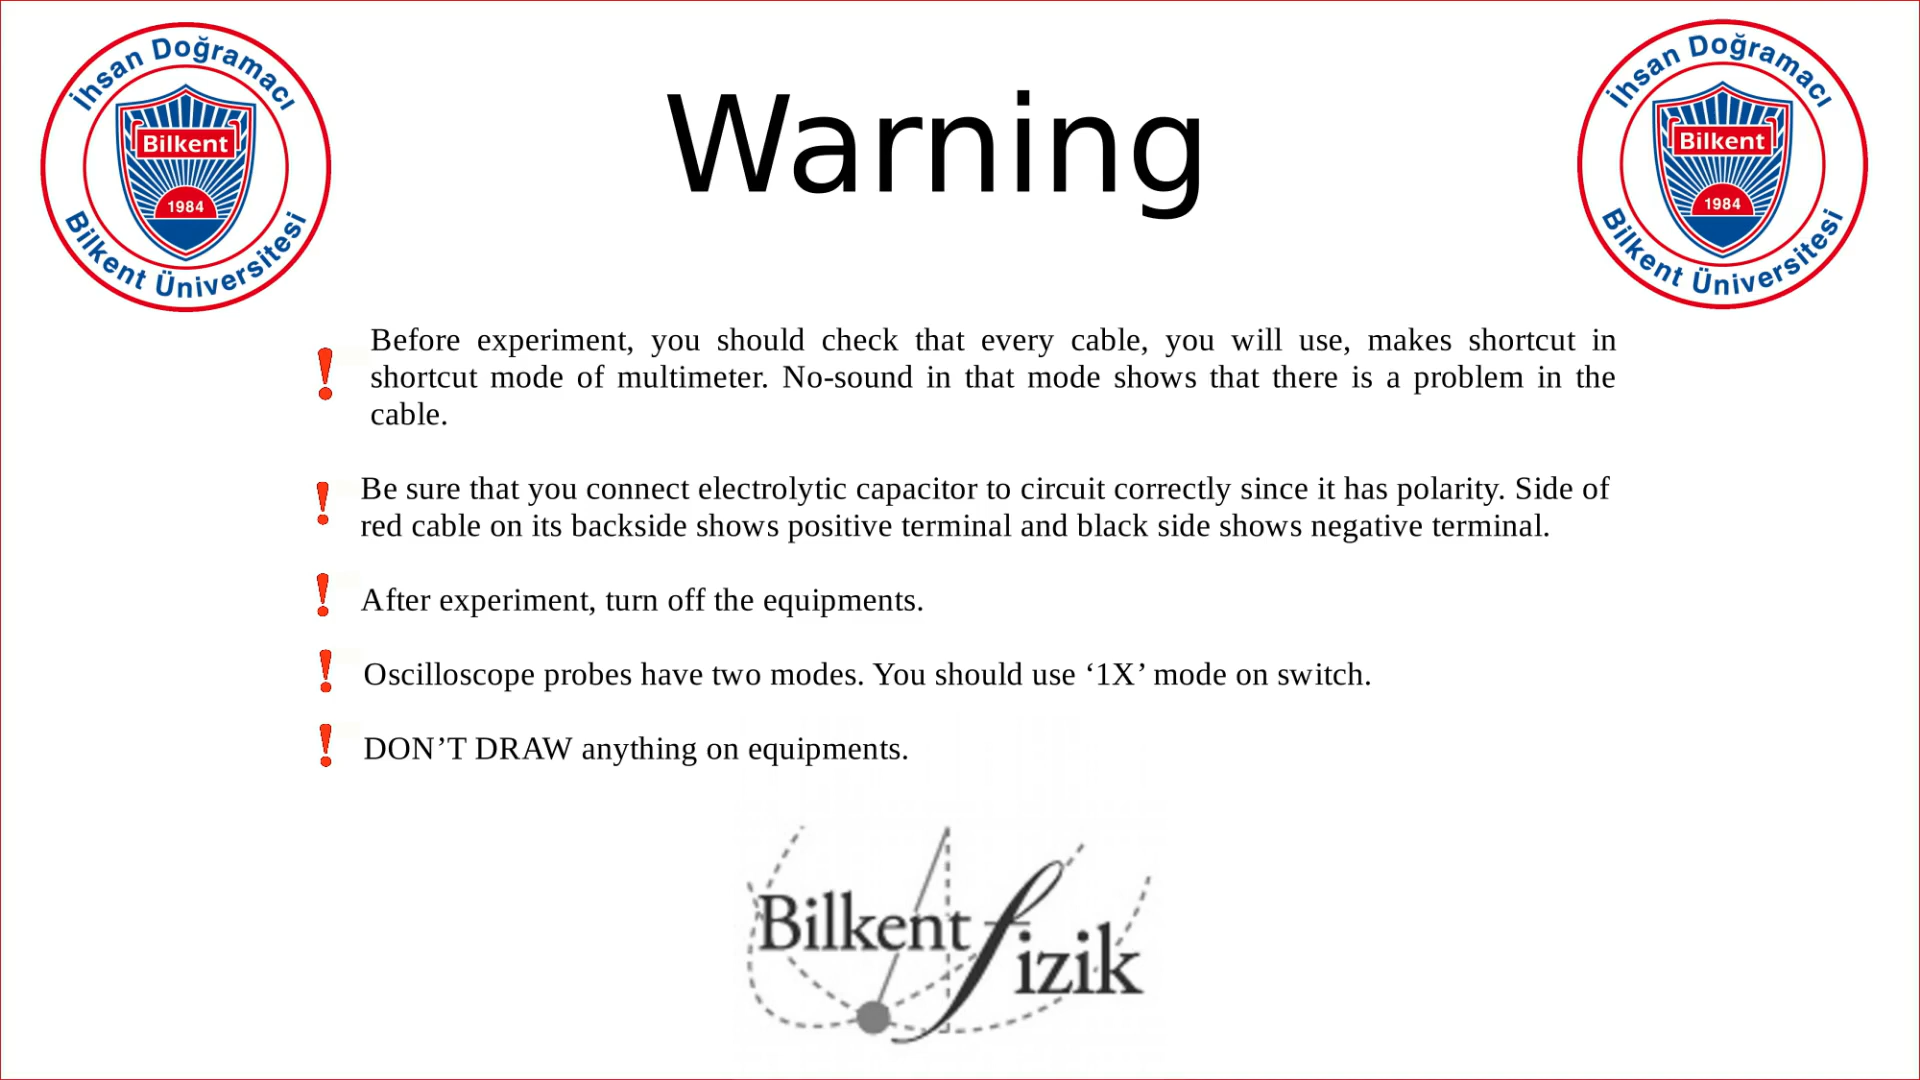 İhsan Doğramacı
Bilkent
1984
Bilkent Üniversitesi
Warning
İhsan Doğramacı
Bilkent
1984
Bilkent Üniversitesi
Before experiment, you should check that every cable, you will use, makes shortcut in
shortcut mode of multimeter. No-sound in that mode shows that there is a problem in the
cable.
Be sure that you connect electrolytic capacitor to circuit correctly since it has polarity. Side of
red cable on its backside shows positive terminal and black side shows negative terminal.
After experiment, turn off the equipments.
Oscilloscope probes have two modes. You should use ‘1X’ mode on switch.
DON’T DRAW anything on equipments.
Bilkent fizik